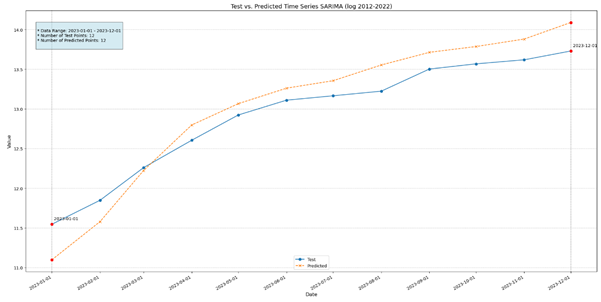 Test vs. Predicted Time Series SARIMA (log 2012-2022)
* Data Range: 2023-01-01 - 2023-12-01
* Number of Test Points: 12
* Number of Predicted Points: 12
14.0
13.5
13.0
12.5
12.0
11.5
11.0
Value
2023-01-01
2023-12-01
Test
Predicted
2023-01-01
2023-02-01
2023-03-01
2023-04-01
2023-05-01
2023-06-01
2023-07-01
2023-08-01
2023-09-01
2023-10-01
2023-11-01
2023-12-01
Date